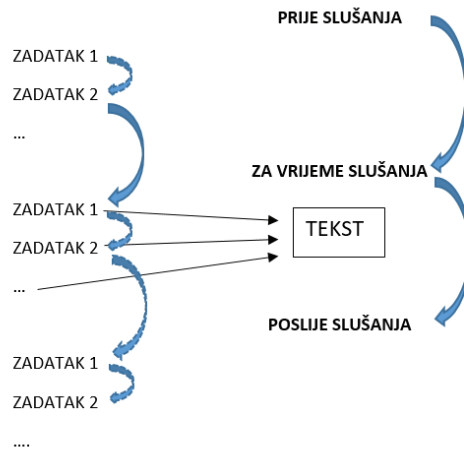 PRIJE SLUŠANJA
ZADATAK 1
ZADATAK 2
...
ZA VRIJEME SLUŠANJA
ZADATAK 1
TEKST
ZADATAK 2
...
POSLIJE SLUŠANJA
ZADATAK 1
ZADATAK 2
....